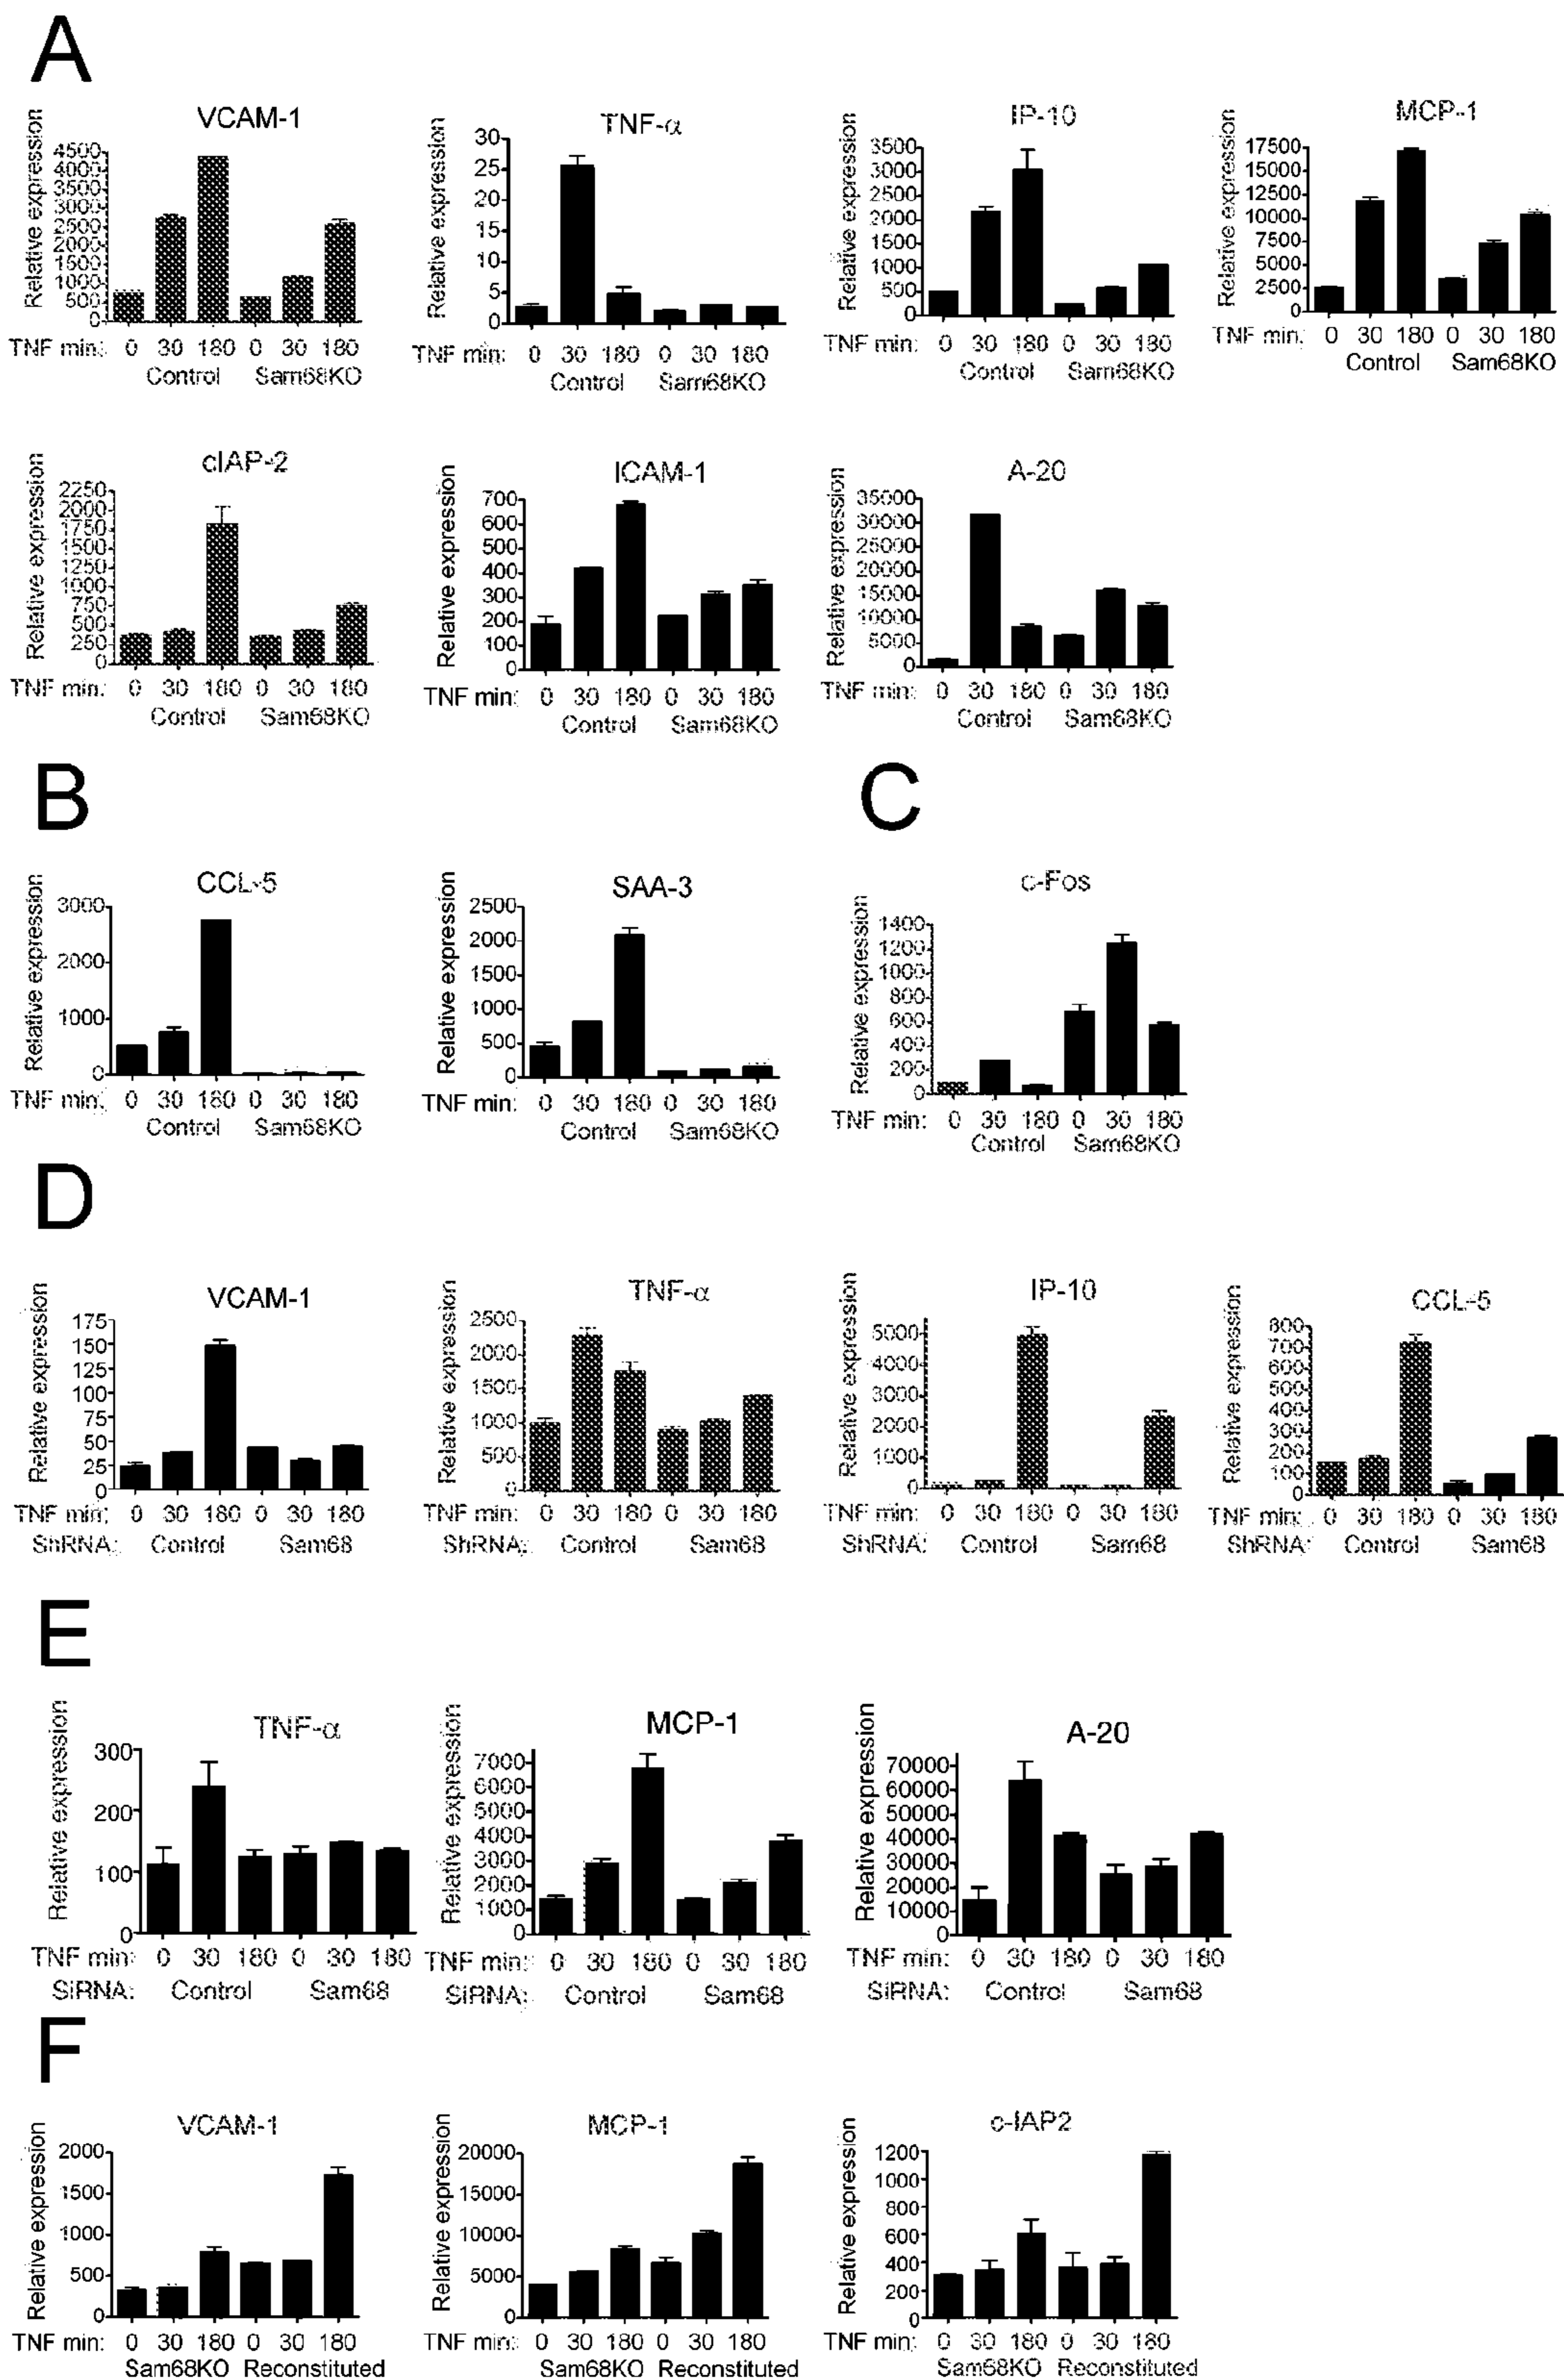 A
VCAM-1
Relative expression
4500
4000
3500
3000
2500
2000
1500
1000
500
0
TNF min: 0 30 180 0 30 180
Control Sam68KO
TNF-α
Relative expression
30
25
20
15
10
5
0
TNF min: 0 30 180 0 30 180
Control Sam68KO
IP-10
Relative expression
3500
3000
2500
2000
1500
1000
500
0
TNF min: 0 30 180 0 30 180
Control Sam68KO
MCP-1
Relative expression
17500
15000
12500
10000
7500
5000
2500
0
TNF min: 0 30 180 0 30 180
Control Sam68KO
cIAP-2
Relative expression
2250
2000
1750
1500
1250
1000
750
500
250
0
TNF min: 0 30 180 0 30 180
Control Sam68KO
ICAM-1
Relative expression
700
600
500
400
300
200
100
0
TNF min: 0 30 180 0 30 180
Control Sam68KO
A-20
Relative expression
35000
30000
25000
20000
15000
10000
5000
0
TNF min: 0 30 180 0 30 180
Control Sam68KO
B
CCL-5
Relative expression
3000
2000
1000
0
TNF min: 0 30 180 0 30 180
Control Sam68KO
SAA-3
Relative expression
2500
2000
1500
1000
500
0
TNF min: 0 30 180 0 30 180
Control Sam68KO
C
c-Fos
Relative expression
1400
1200
1000
800
600
400
200
0
TNF min: 0 30 180 0 30 180
Control Sam68KO
D
VCAM-1
Relative expression
175
150
125
100
75
50
25
0
TNF min: 0 30 180 0 30 180
ShRNA: Control Sam68
TNF-α
Relative expression
2500
2000
1500
1000
500
0
TNF min: 0 30 180 0 30 180
ShRNA: Control Sam68
IP-10
Relative expression
5000
4000
3000
2000
1000
0
TNF min: 0 30 180 0 30 180
ShRNA: Control Sam68
CCL-5
Relative expression
800
700
600
500
400
300
200
100
0
TNF min: 0 30 180 0 30 180
ShRNA: Control Sam68
E
TNF-α
Relative expression
300
200
100
0
TNF min: 0 30 180 0 30 180
SiRNA: Control Sam68
MCP-1
Relative expression
7000
6000
5000
4000
3000
2000
1000
0
TNF min: 0 30 180 0 30 180
SiRNA: Control Sam68
A-20
Relative expression
70000
60000
50000
40000
30000
20000
10000
0
TNF min: 0 30 180 0 30 180
SiRNA: Control Sam68
F
VCAM-1
Relative expression
2000
1500
1000
500
0
TNF min: 0 30 180 0 30 180
Sam68KO Reconstituted
MCP-1
Relative expression
20000
15000
10000
5000
0
TNF min: 0 30 180 0 30 180
Sam68KO Reconstituted
c-IAP2
Relative expression
1200
1000
800
600
400
200
0
TNF min: 0 30 180 0 30 180
Sam68KO Reconstituted